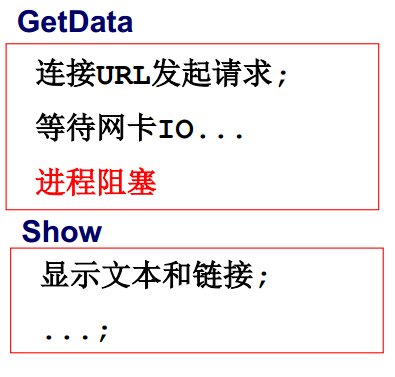 GetData
连接URL发起请求;
等待网卡IO...
进程阻塞
Show
显示文本和链接;
...;